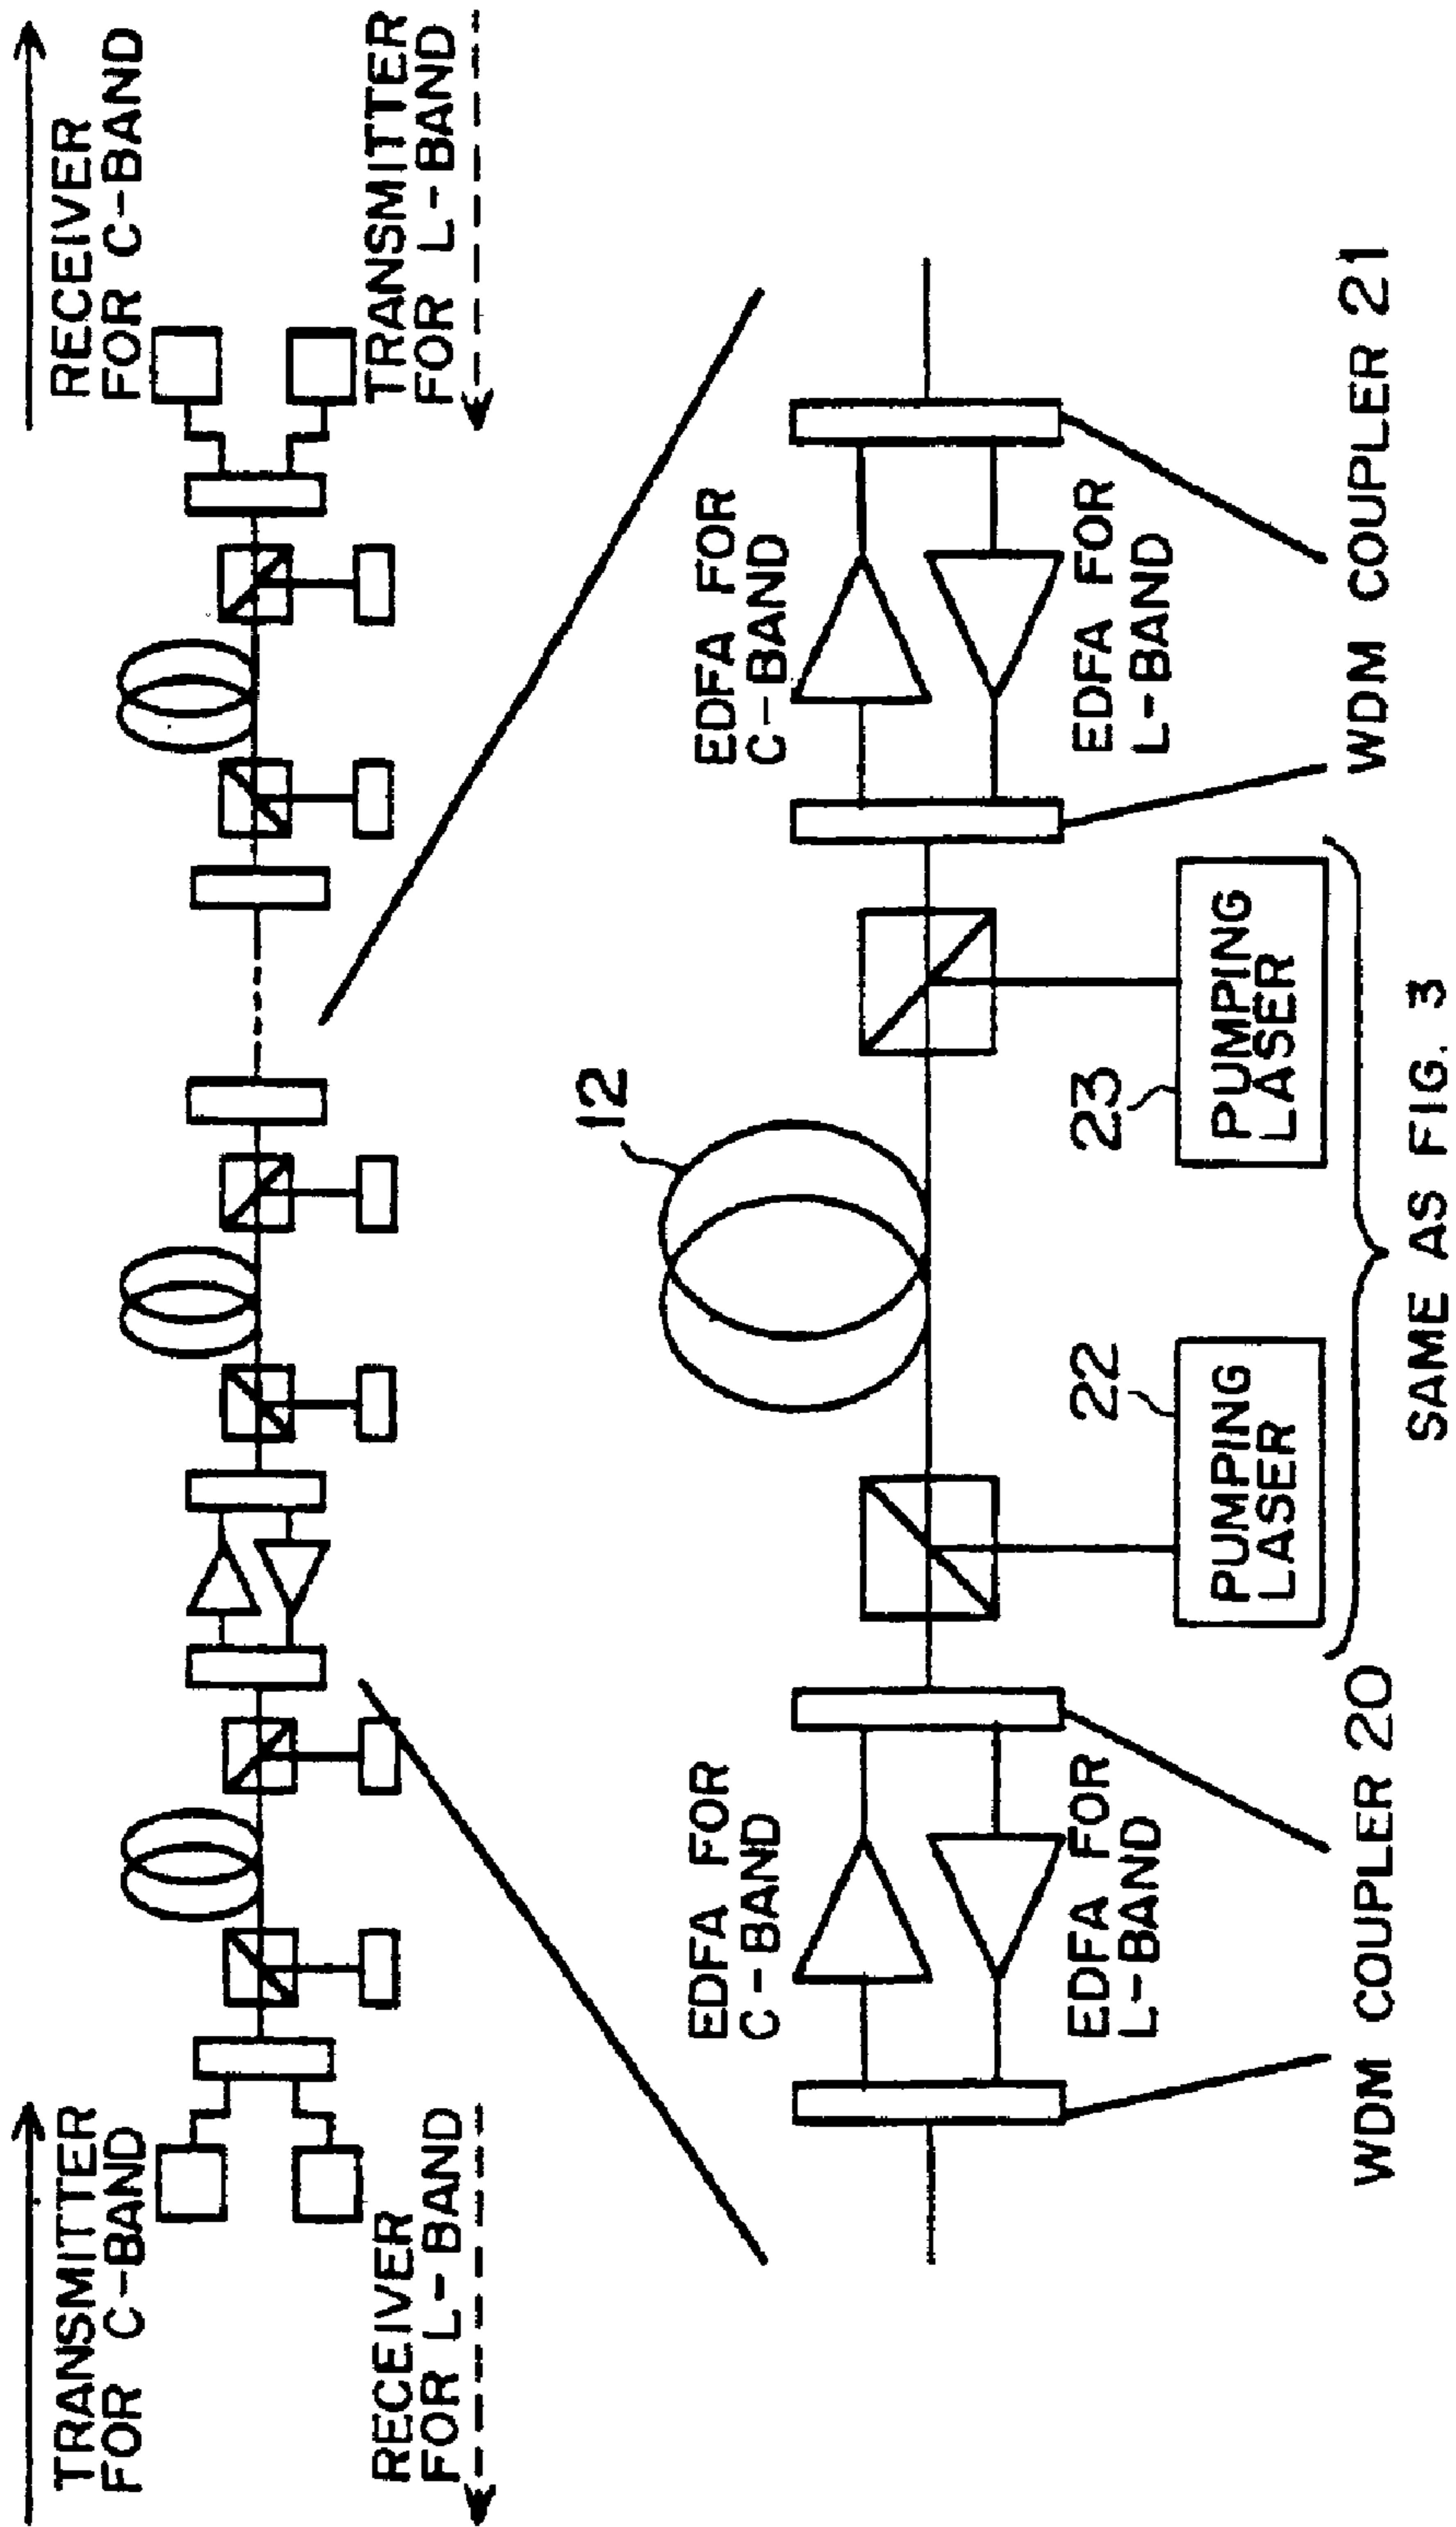 TRANSMITTER
FOR C-BAND
RECEIVER
FOR C-BAND
RECEIVER
FOR L-BAND
TRANSMITTER
FOR L-BAND
EDFA FOR
C-BAND
12
EDFA FOR
C-BAND
EDFA FOR
L-BAND
22
23
EDFA FOR
L-BAND
PUMPING
LASER
PUMPING
LASER
WDM COUPLER 20
WDM COUPLER 21
SAME AS FIG. 3